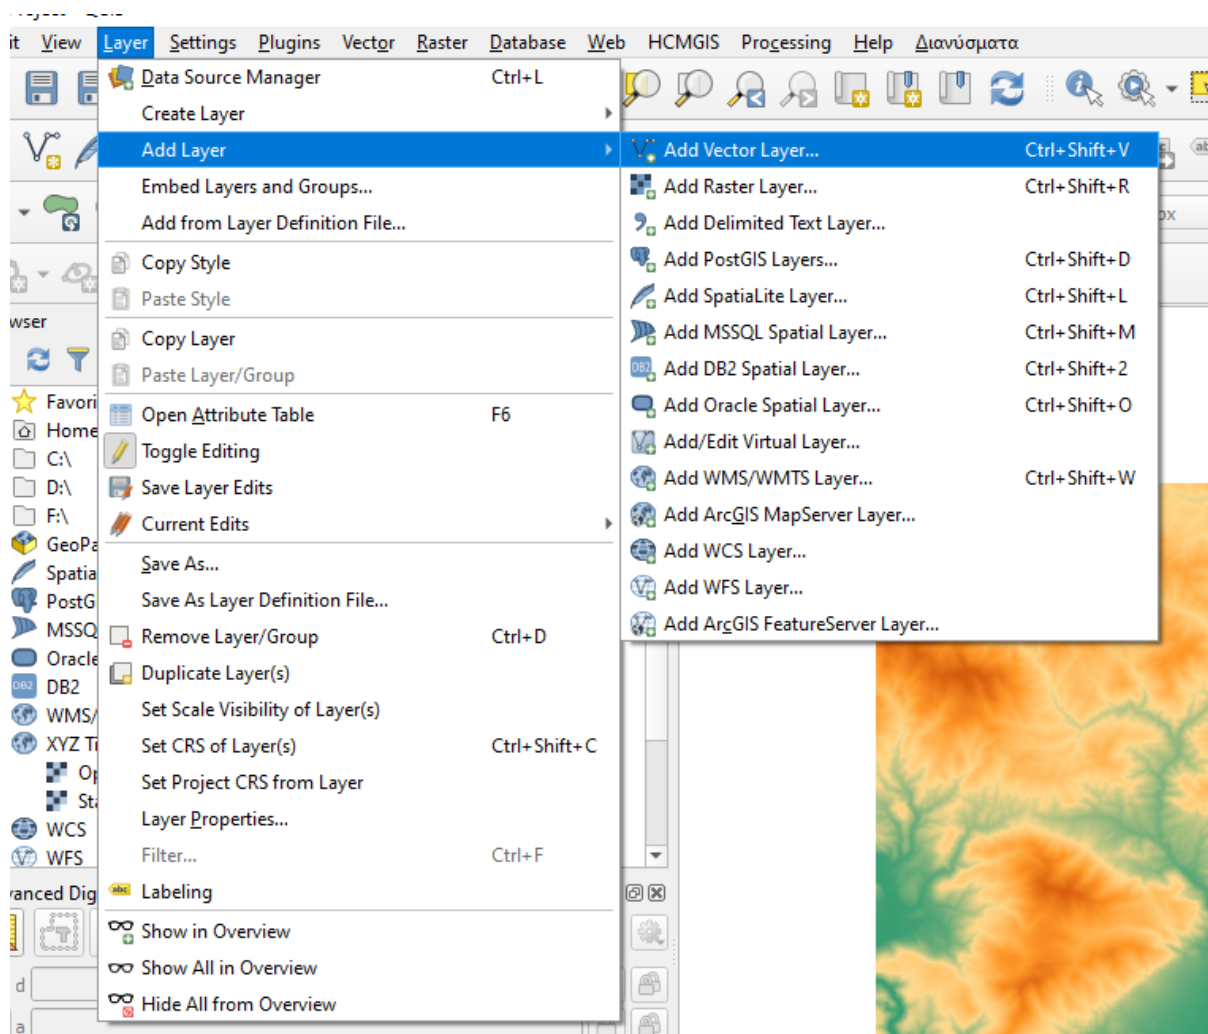 it View Layer Settings Plugins Vector Raster Database Web HCMGIS Processing Help Διανύσματα
Data Source Manager Ctrl+L
Create Layer
Add Layer
Embed Layers and Groups...
Add from Layer Definition File...
Copy Style
Paste Style
Copy Layer
Paste Layer/Group
Open Attribute Table F6
Toggle Editing
Save Layer Edits
Current Edits
Save As...
Save As Layer Definition File...
Remove Layer/Group Ctrl+D
Duplicate Layer(s)
Set Scale Visibility of Layer(s)
Set CRS of Layer(s) Ctrl+Shift+C
Set Project CRS from Layer
Layer Properties...
Filter... Ctrl+F
Labeling
Show in Overview
Show All in Overview
Hide All from Overview
Add Vector Layer... Ctrl+Shift+V
Add Raster Layer... Ctrl+Shift+R
Add Delimited Text Layer...
Add PostGIS Layers... Ctrl+Shift+D
Add SpatiaLite Layer... Ctrl+Shift+L
Add MSSQL Spatial Layer... Ctrl+Shift+M
Add DB2 Spatial Layer... Ctrl+Shift+2
Add Oracle Spatial Layer... Ctrl+Shift+O
Add/Edit Virtual Layer...
Add WMS/WMTS Layer... Ctrl+Shift+W
Add ArcGIS MapServer Layer...
Add WCS Layer...
Add WFS Layer...
Add ArcGIS FeatureServer Layer...
wser
Favori
Home
C:\
D:\
F:\
GeoPa
Spatia
PostG
MSSQ
Oracle
DB2 DB2
WMS/
XYZ Ti
Op
Sta
WCS
WFS
anced Dig
abc
d
a